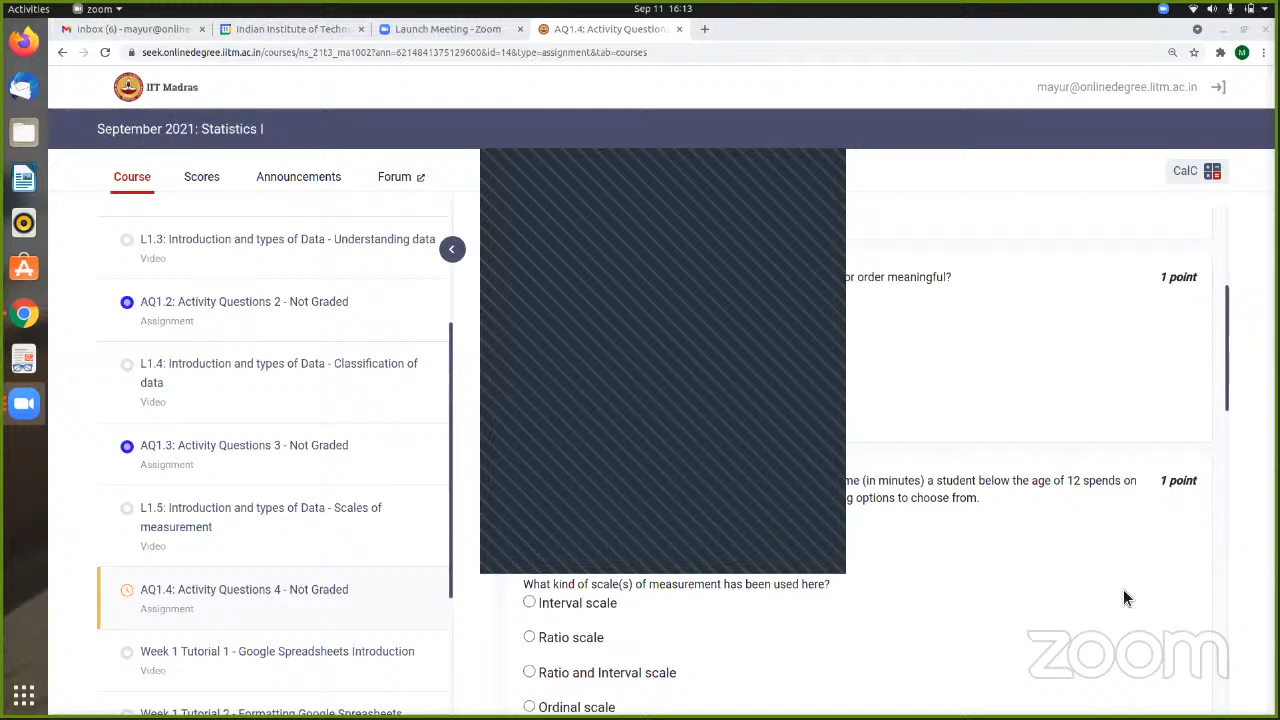 Activities
zoom
Sep 11 16:13
Inbox (6) - mayur@online
Indian Institute of Techn
Launch Meeting - Zoom
AQ1.4: Activity Question
seek.onlinedegree.iitm.ac.in/courses/ns_21t3_ma1002?ann=6214841375129600&id=14&type=assignment&tab=courses
M
IIT Madras
mayur@onlinedegree.iitm.ac.in
September 2021: Statistics I
Course
Scores
Announcements
Forum
CalC
L1.3: Introduction and types of Data - Understanding data
Video
AQ1.2: Activity Questions 2 - Not Graded
Assignment
L1.4: Introduction and types of Data - Classification of
data
Video
AQ1.3: Activity Questions 3 - Not Graded
Assignment
L1.5: Introduction and types of Data - Scales of
measurement
Video
AQ1.4: Activity Questions 4 - Not Graded
Assignment
Week 1 Tutorial 1 - Google Spreadsheets Introduction
Video
Week 1 Tutorial 2 - Formatting Google Spreasheets
or order meaningful?
1 point
me (in minutes) a student below the age of 12 spends on
1 point
g options to choose from.
What kind of scale(s) of measurement has been used here?
Interval scale
Ratio scale
Ratio and Interval scale
Ordinal scale
zoom